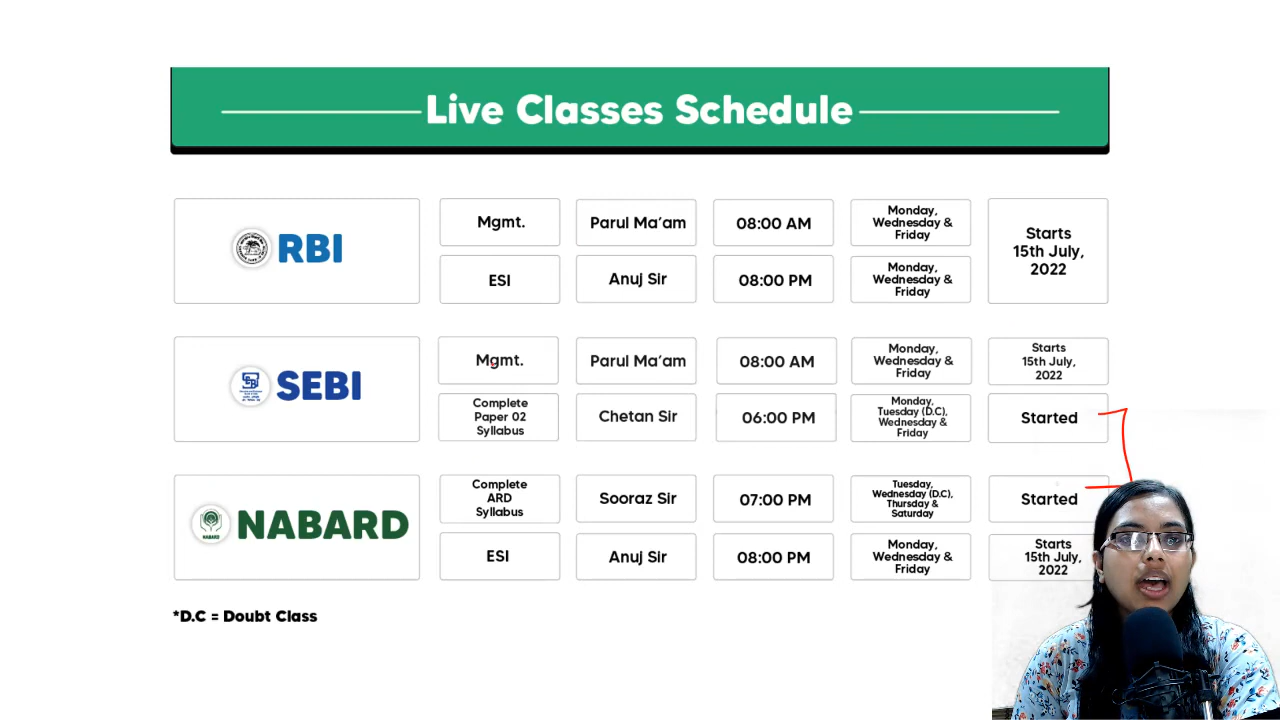 Live Classes Schedule
RBI
Mgmt.
Parul Ma'am
08:00 AM
Monday,
Wednesday &
Friday
Starts
15th July,
2022
ESI
Anuj Sir
08:00 PM
Monday,
Wednesday &
Friday
SEBI
Mgmt.
Parul Ma'am
08:00 AM
Monday,
Wednesday &
Friday
Starts
15th July,
2022
Complete
Paper 02
Syllabus
Chetan Sir
06:00 PM
Monday,
Tuesday (D.C),
Wednesday &
Friday
Started
NABARD
NABARD
Complete
ARD
Syllabus
Sooraz Sir
07:00 PM
Tuesday,
Wednesday (D.C),
Thursday &
Saturday
Started
ESI
Anuj Sir
08:00 PM
Monday,
Wednesday &
Friday
Starts
15th July,
2022
*D.C = Doubt Class